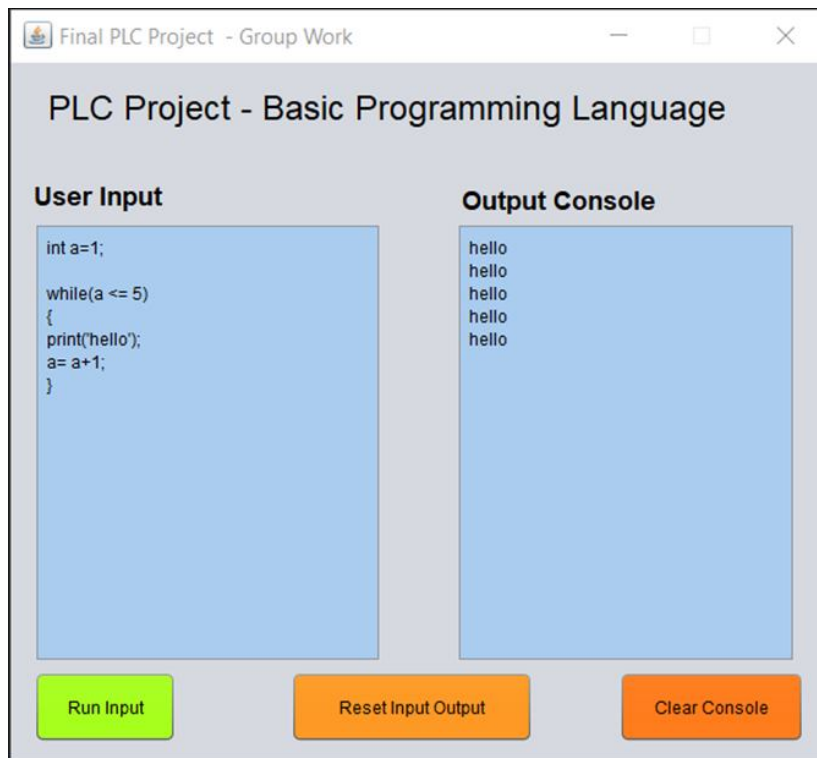 Final PLC Project - Group Work
PLC Project - Basic Programming Language
User Input
Output Console
int a=1;
while(a <= 5)
{
print('hello');
a= a+1;
}
hello
hello
hello
hello
hello
Run Input
Reset Input Output
Clear Console